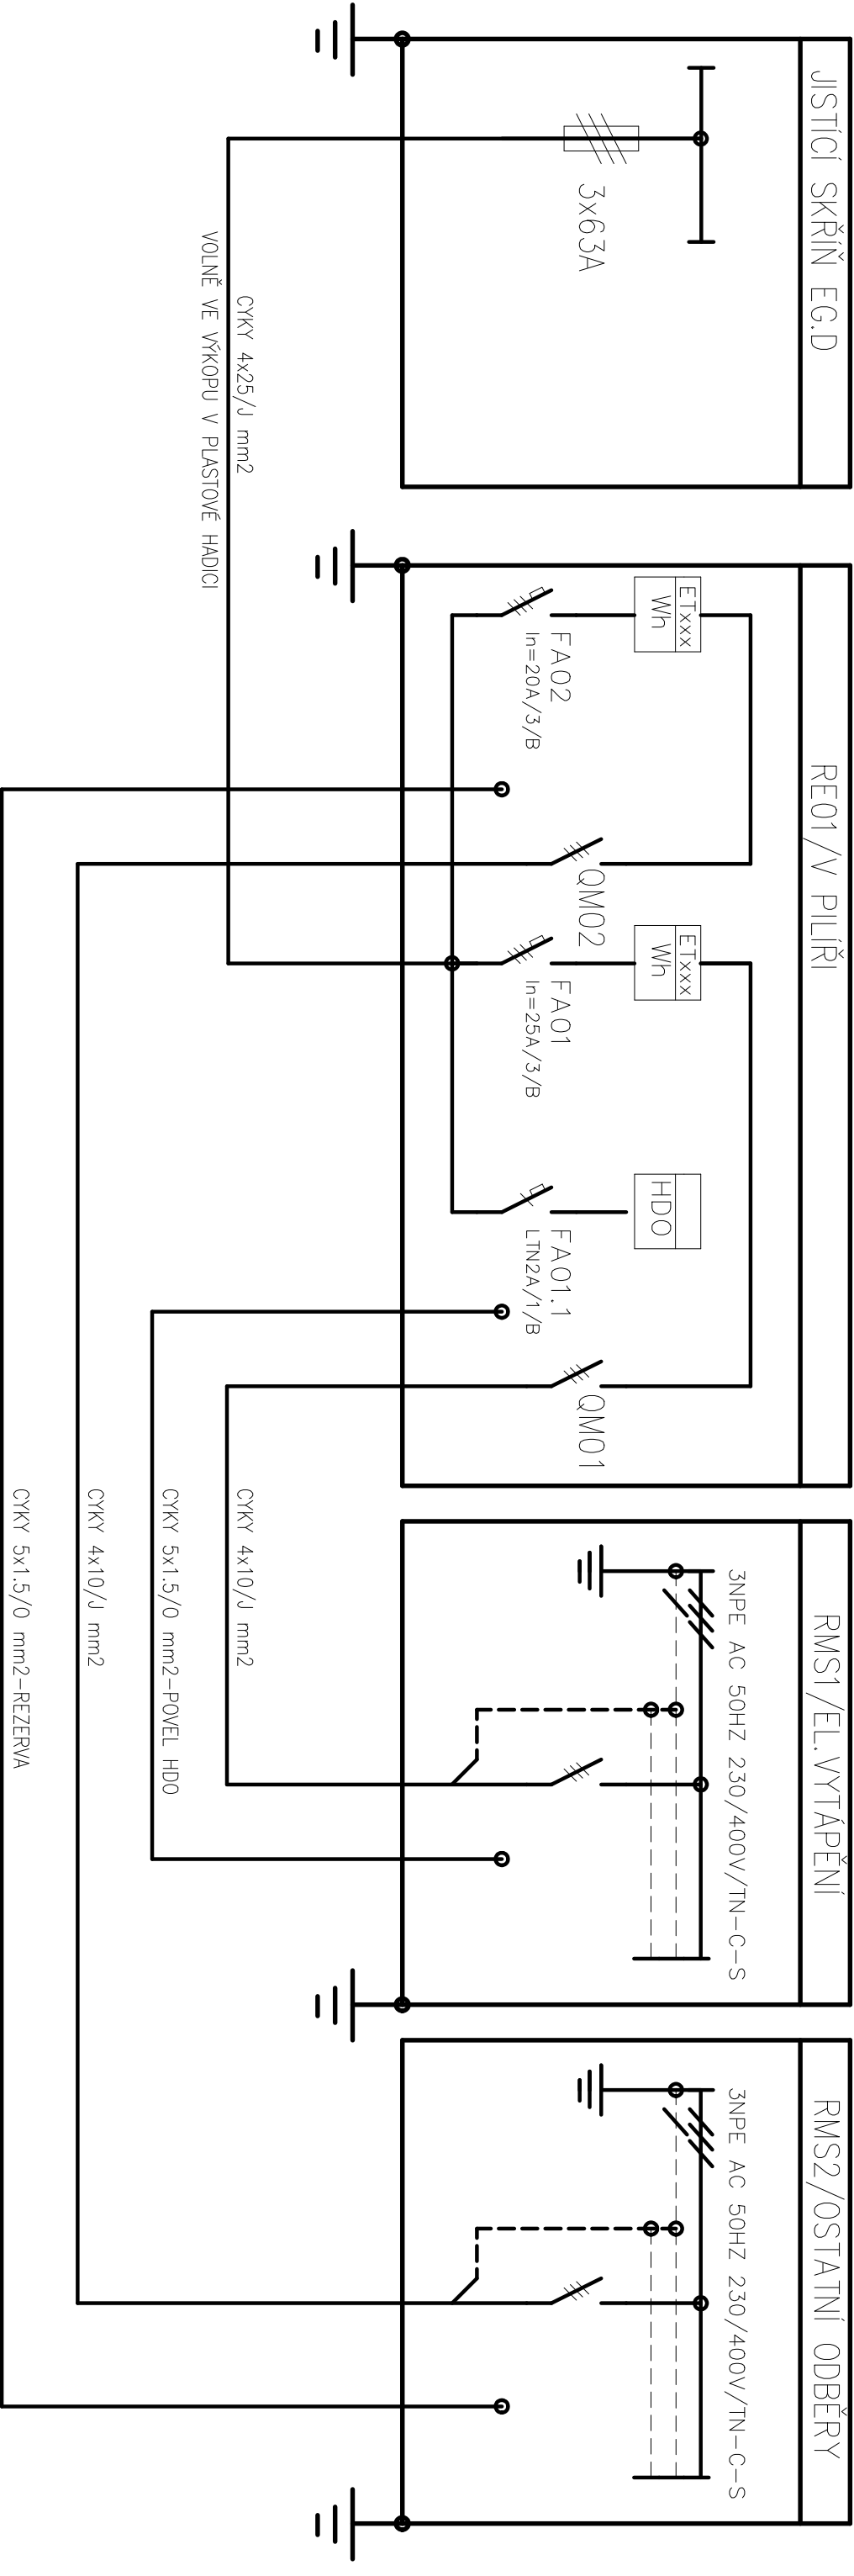 JISTÍCÍ SKŘÍŇ EG.D
3x63A
CYKY 4x25/J mm2
VOLNĚ VE VÝKOPU V PLASTOVÉ HADICI
RE01/V PILÍŘI
ETxxx
Wh
FA02
In=20A/3/B
QM02
ETxxx
Wh
FA01
In=25A/3/B
HDO
FA01.1
LTN2A/1/B
QM01
CYKY 4x10/J mm2
CYKY 5x1.5/O mm2-POVEL HDO
CYKY 4x10/J mm2
CYKY 5x1.5/O mm2-REZERVA
RMS1/EL.VYTÁPĚNÍ
3NPE AC 50HZ 230/400V/TN-C-S
RMS2/OSTATNÍ ODBĚRY
3NPE AC 50HZ 230/400V/TN-C-S